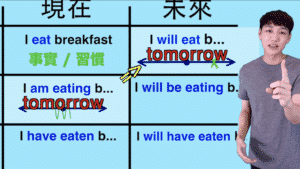 現在 未來
I eat breakfast I will eat b...
事實 / 習慣 tomorrow
I am eating b... I will be eating b...
tomorrow
I have eaten b... I will have eaten